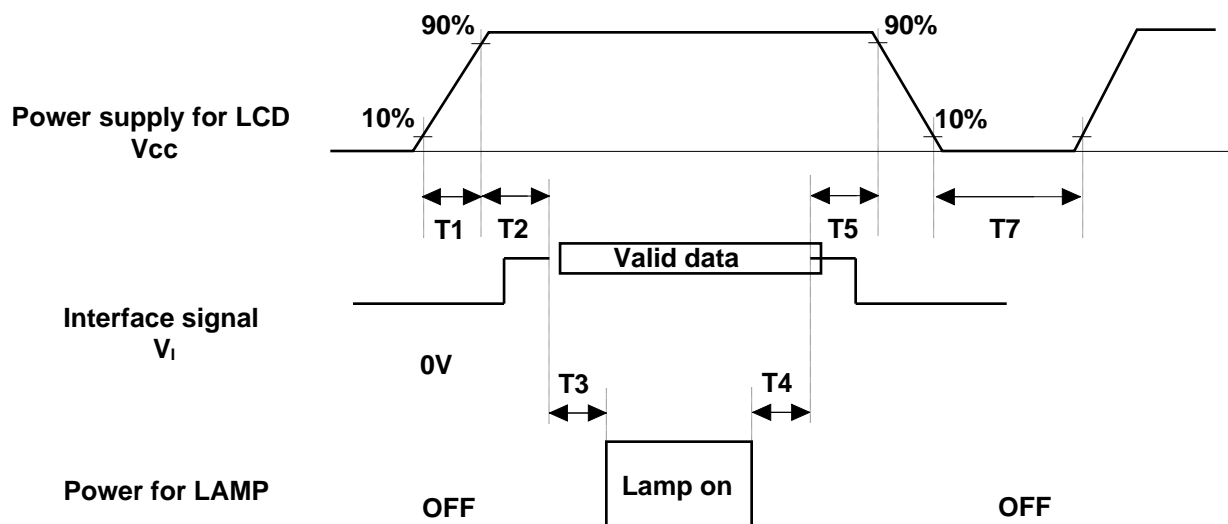 90%
90%
Power supply for LCD
Vcc
10%
10%
T1
T2
T5
T7
Valid data
Interface signal
VI
0V
T3
T4
Power for LAMP
OFF
Lamp on
OFF